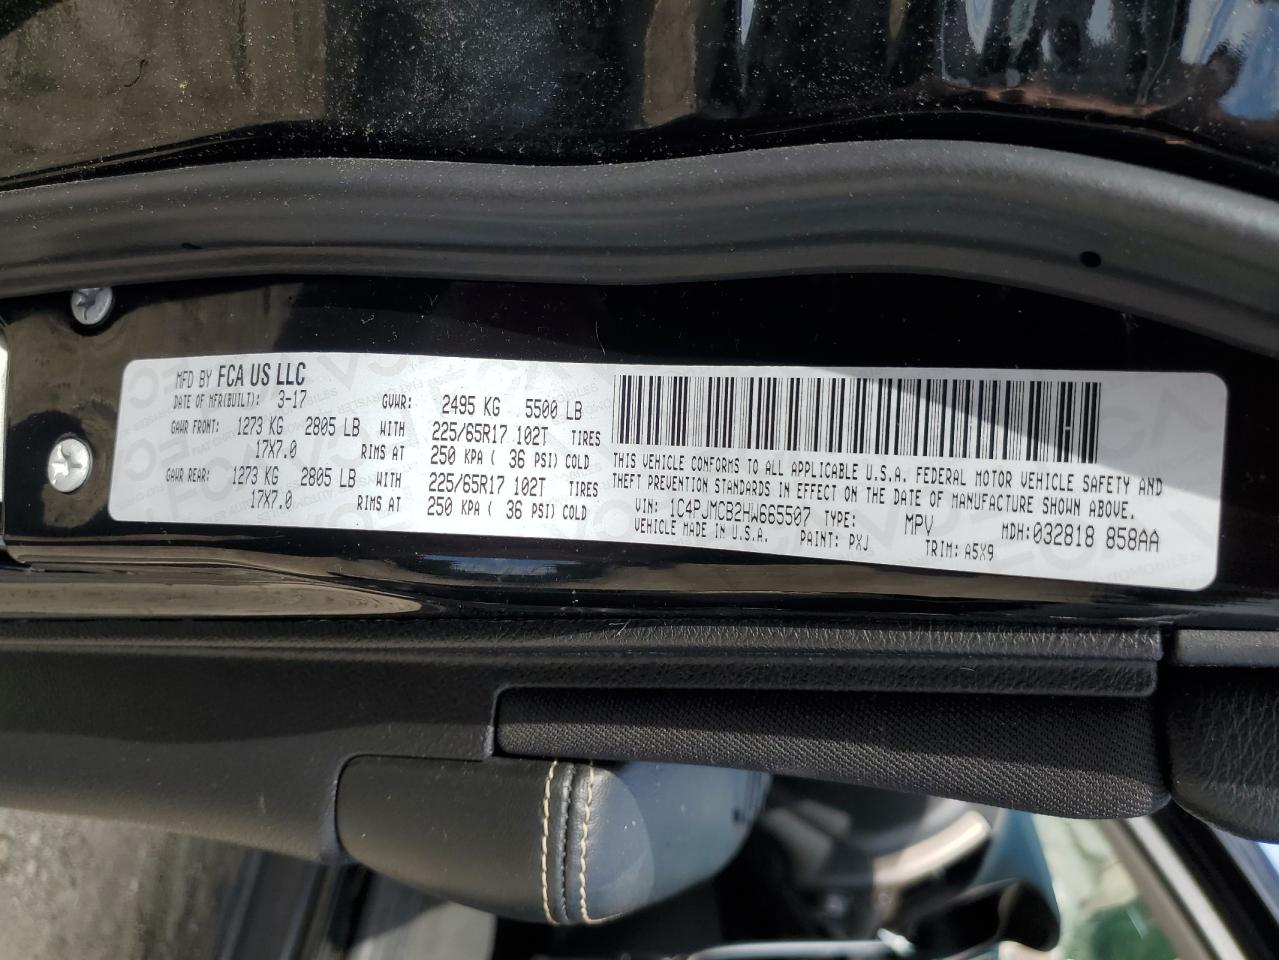 MFD BY FCA US LLC
DATE OF MFR(BUILT): 3-17 GVWR: 2495 KG 5500 LB
GAWR FRONT: 1273 KG 2805 LB WITH 225/65R17 102T TIRES
17X7.0 RIMS AT 250 KPA ( 36 PSI) COLD
GAWR REAR: 1273 KG 2805 LB WITH 225/65R17 102T TIRES
17X7.0 RIMS AT 250 KPA ( 36 PSI) COLD
THIS VEHICLE CONFORMS TO ALL APPLICABLE U.S.A. FEDERAL MOTOR VEHICLE SAFETY AND
THEFT PREVENTION STANDARDS IN EFFECT ON THE DATE OF MANUFACTURE SHOWN ABOVE.
VIN: 1C4PJMCB2HW665507 TYPE: MPV MDH:032818 858AA
VEHICLE MADE IN U.S.A. PAINT: PXJ TRIM: A5X9